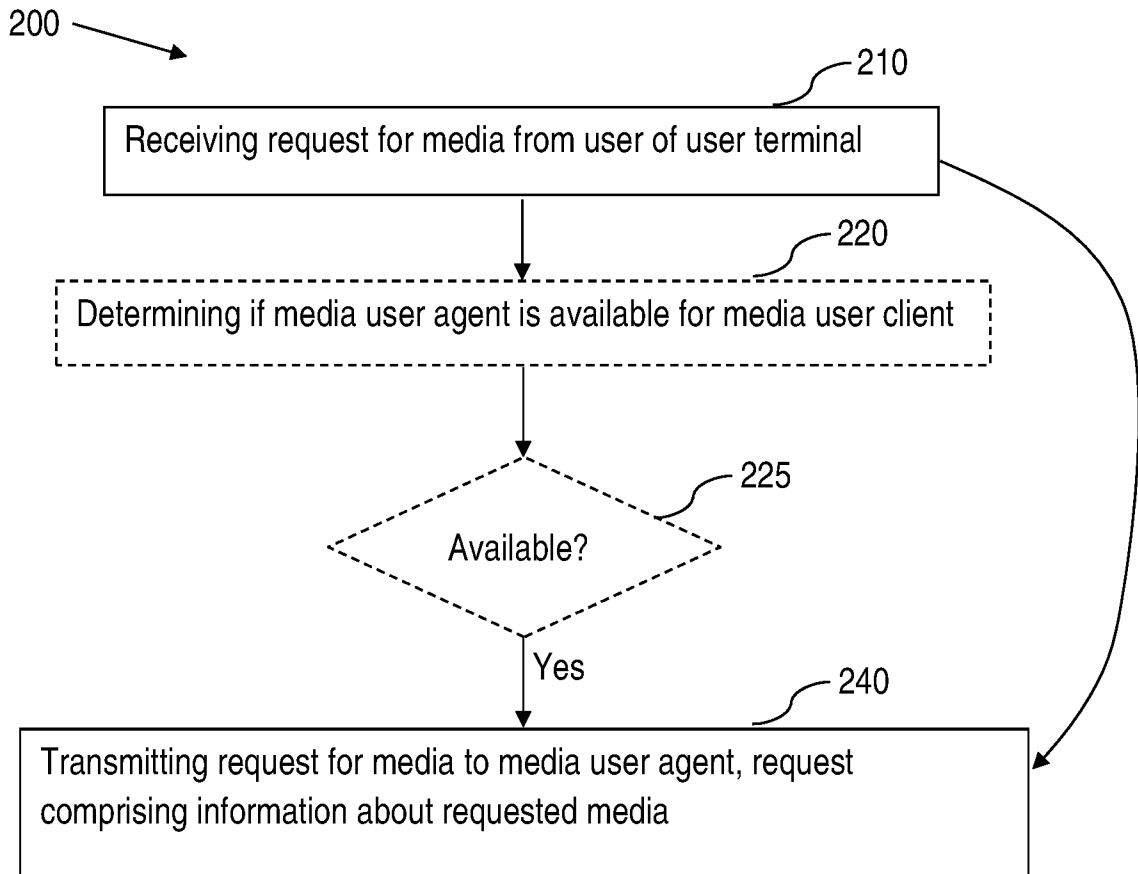 200
210
Receiving request for media from user of user terminal
220
Determining if media user agent is available for media user client
225
Available?
Yes
240
Transmitting request for media to media user agent, request
comprising information about requested media